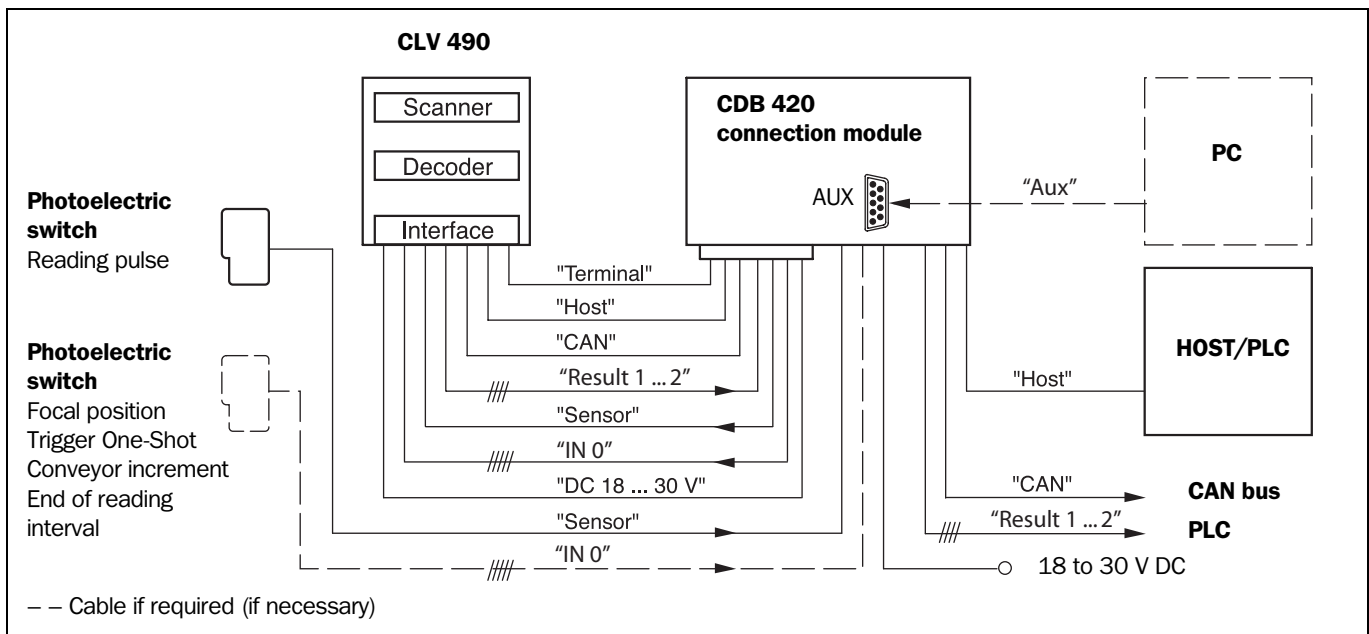 CLV 490
Scanner
Decoder
Interface
CDB 420
connection module
AUX
“Aux”
PC
Photoelectric
switch
Reading pulse
Photoelectric
switch
Focal position
Trigger One-Shot
Conveyor increment
End of reading
interval
"Terminal"
"Host"
"CAN"
“Result 1 ... 2”
"Sensor"
“IN 0”
"DC 18 ... 30 V"
"Sensor"
“IN 0”
HOST/PLC
"Host"
"CAN"
CAN bus
“Result 1 ... 2”
PLC
18 to 30 V DC
– – Cable if required (if necessary)